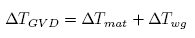 ΔT_{GVD} = ΔT_{mat} + ΔT_{wg}